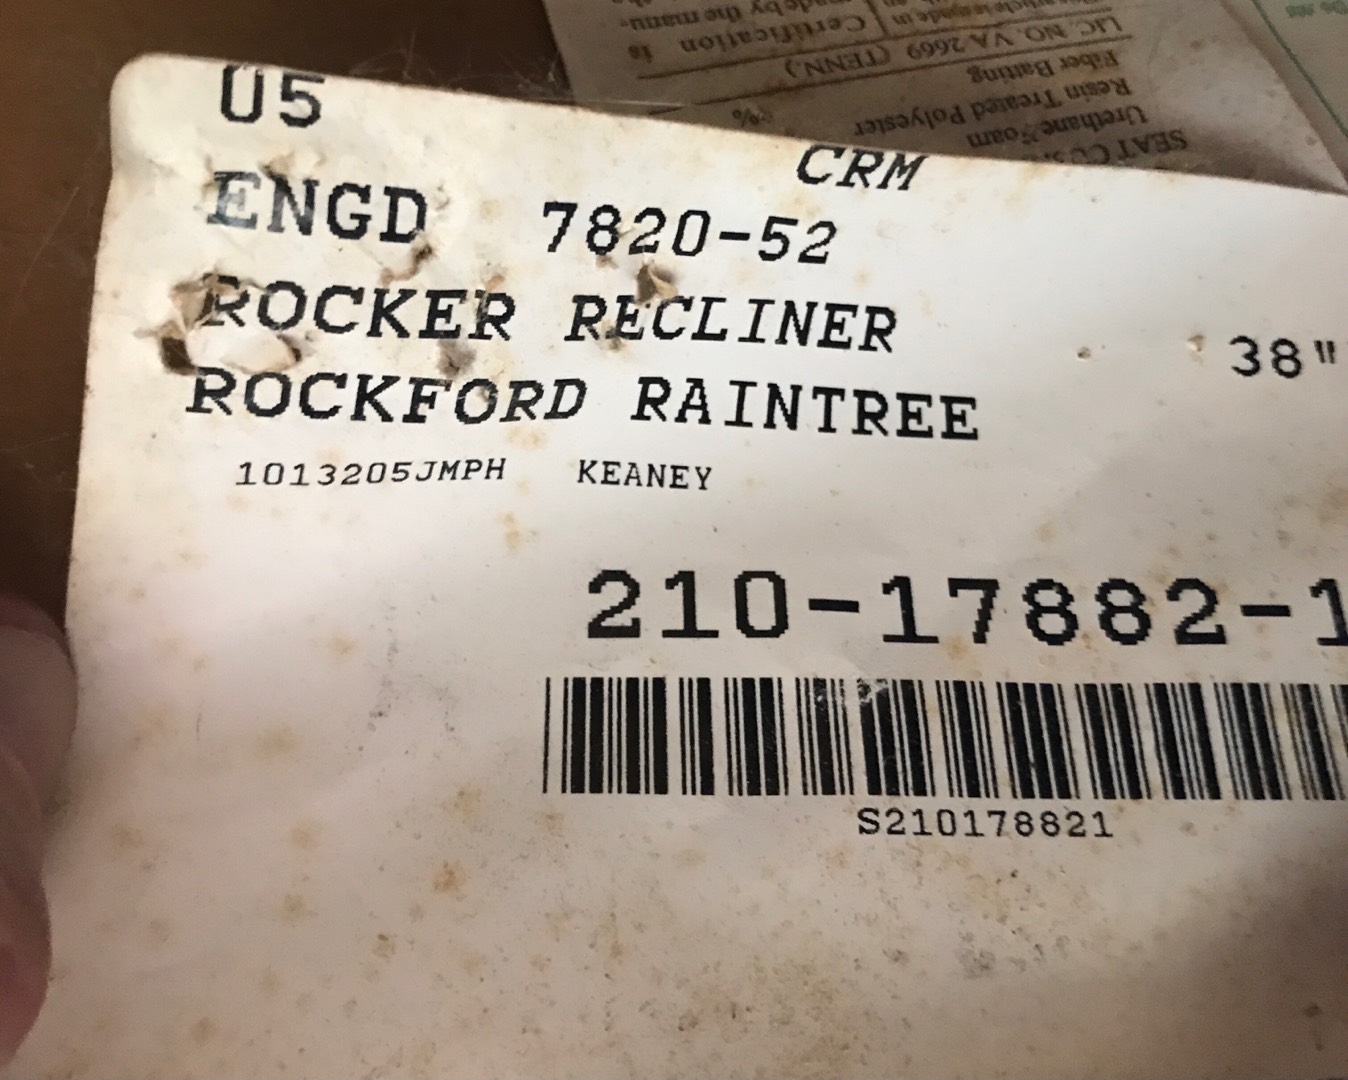 U5
CRM
ENGD 7820-52
ROCKER RECLINER
38"
ROCKFORD RAINTREE
1013205JMPH KEANEY
210-17882-1
S210178821
SEAT
Urethane Foam %
Resin Treated Polyester
Fiber Batting
LIC. NO. VA 2669 (TENN.)
Certification is
made by the manu-